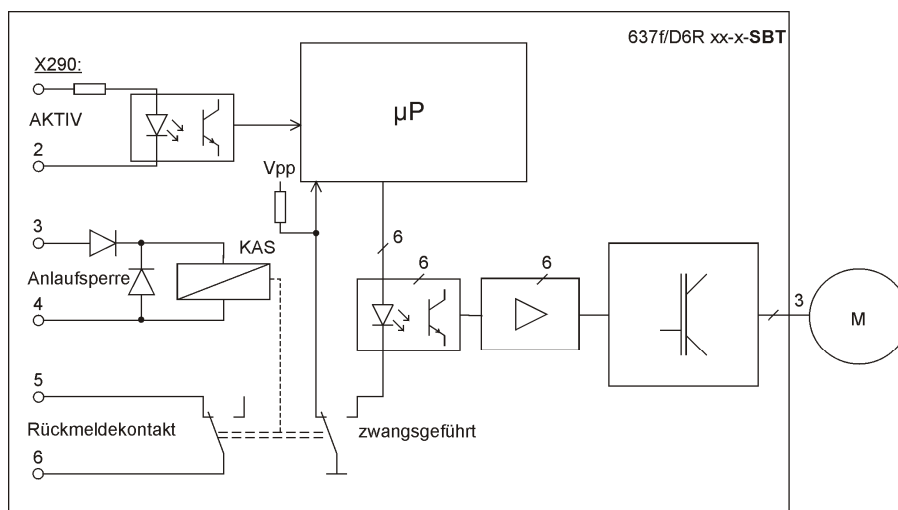 637f/D6R xx-x-SBT
X290:
AKTIV
2
µP
Vpp
3
KAS
6
Anlaufsperre
6
6
4
3
M
5
Rückmeldekontakt
zwangsgeführt
6